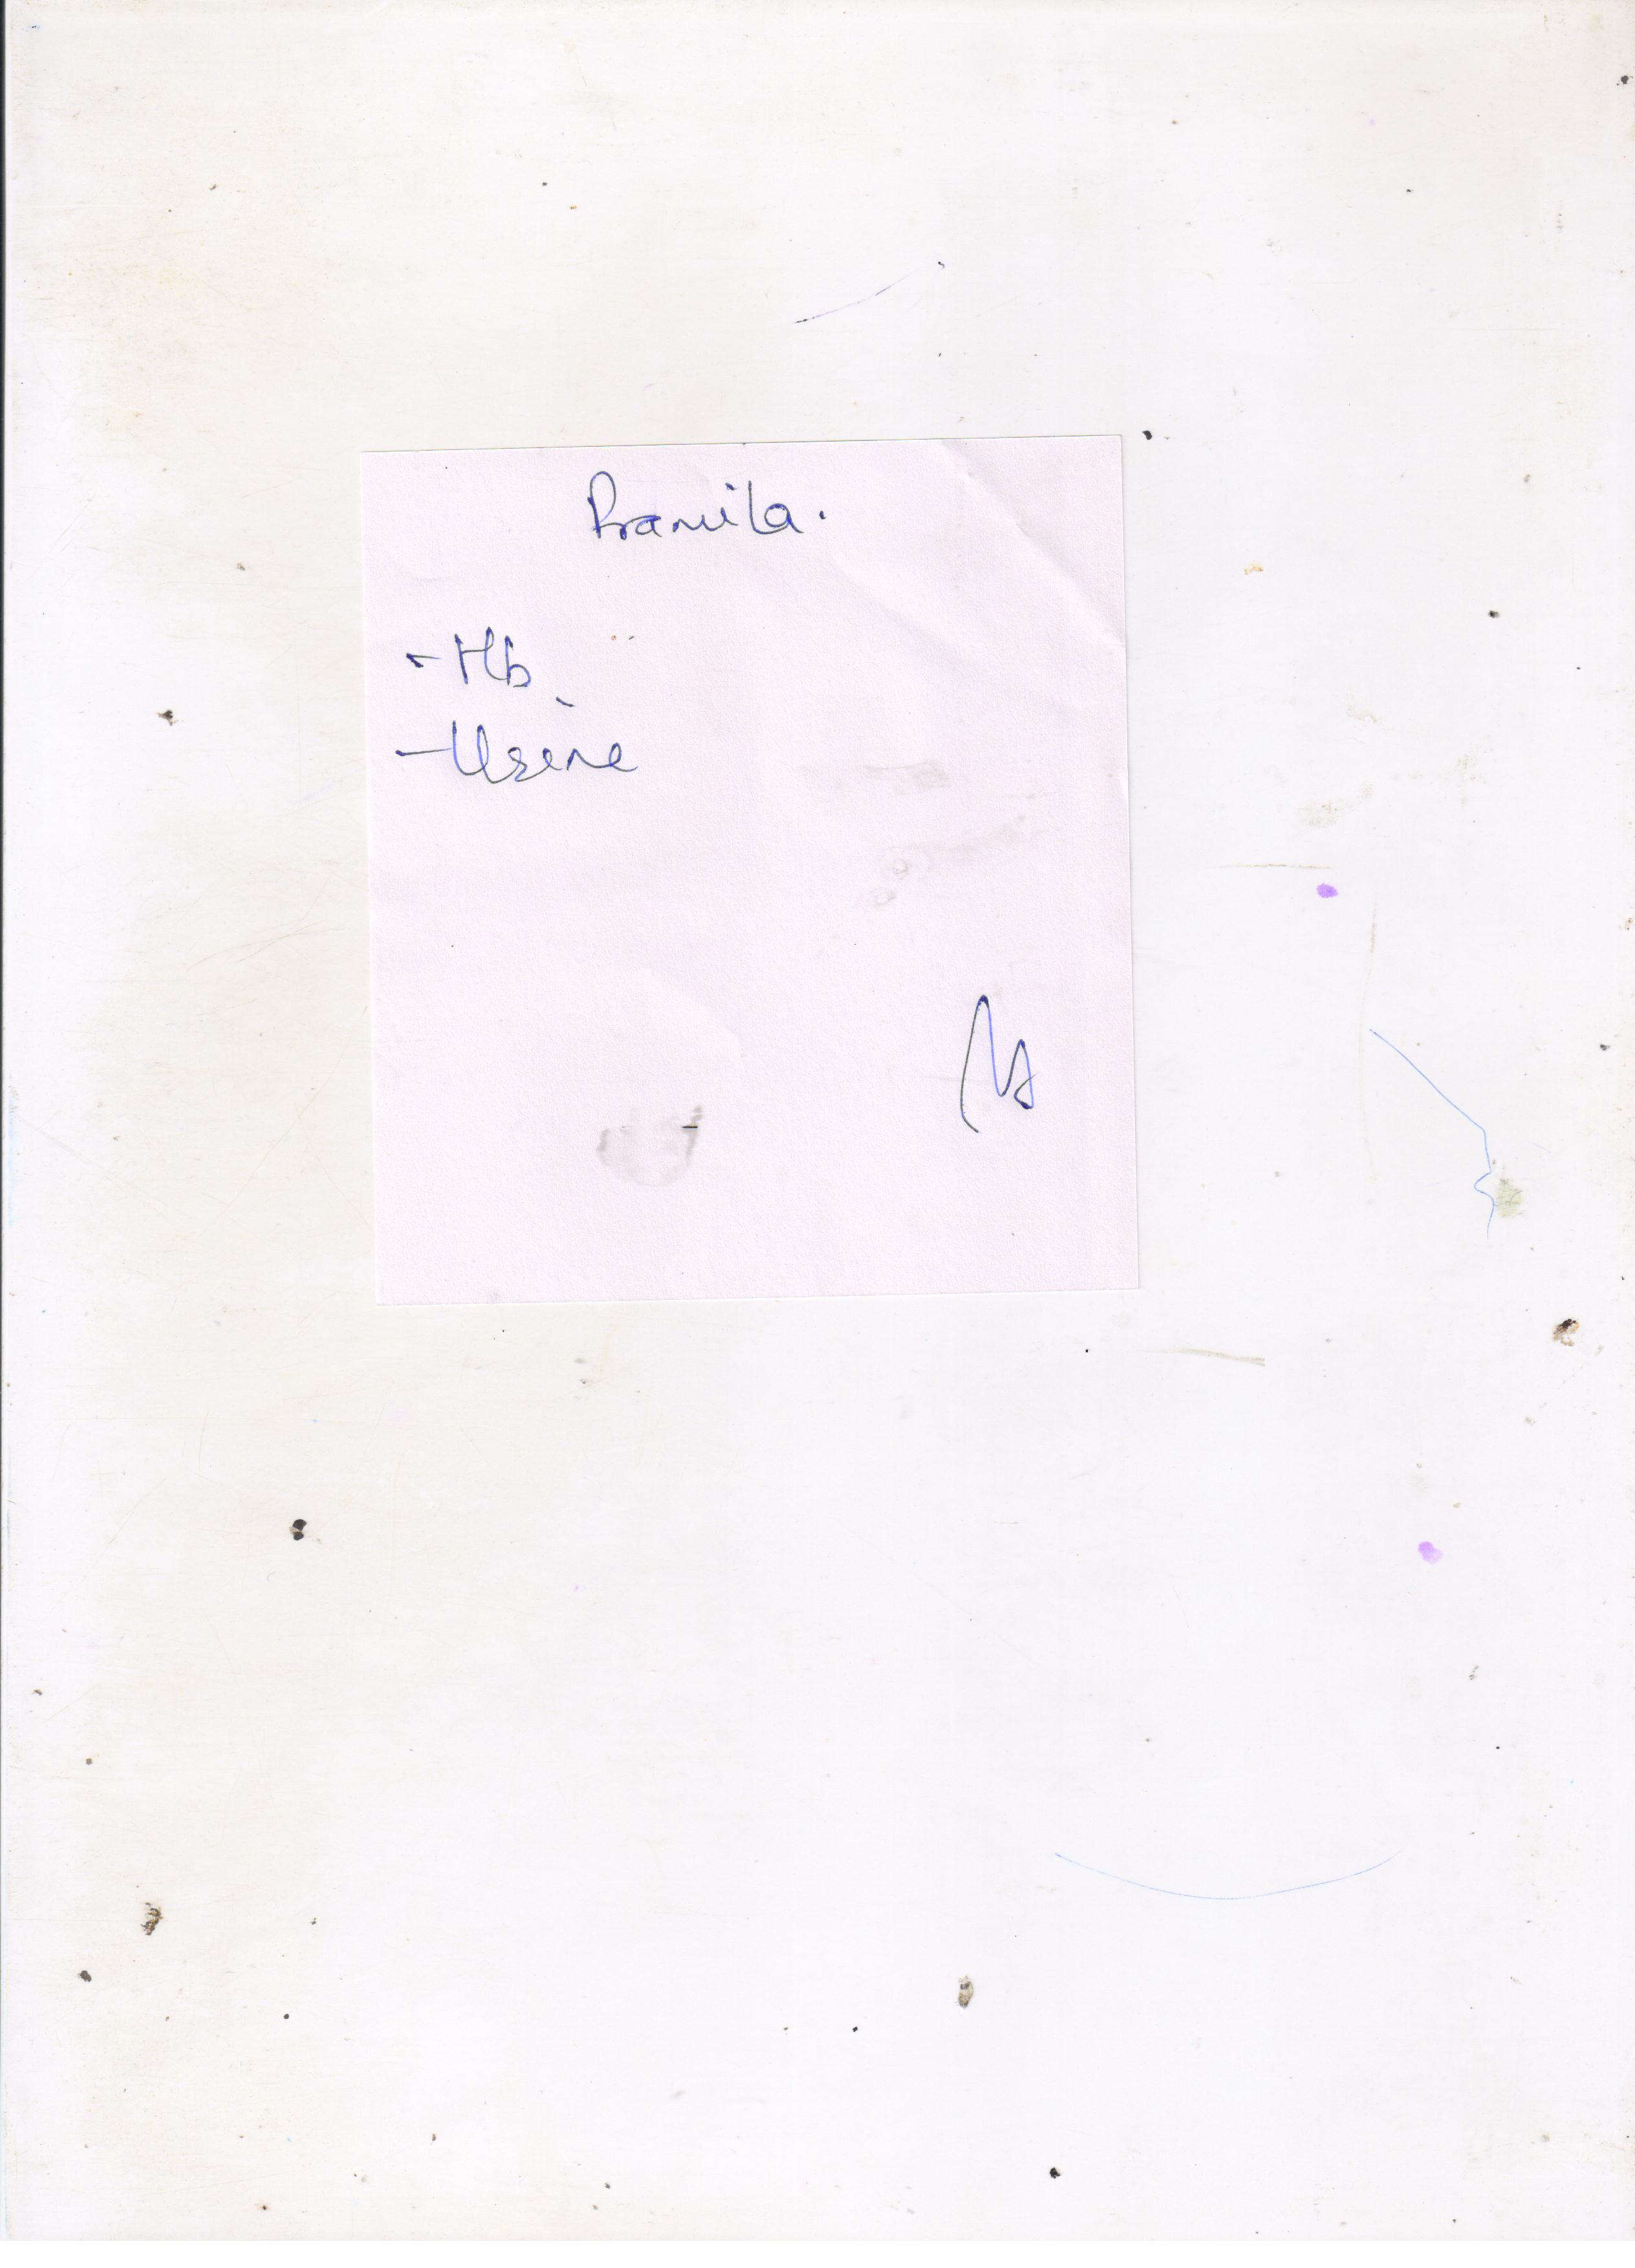 Pramila.
- Hb
- Urine